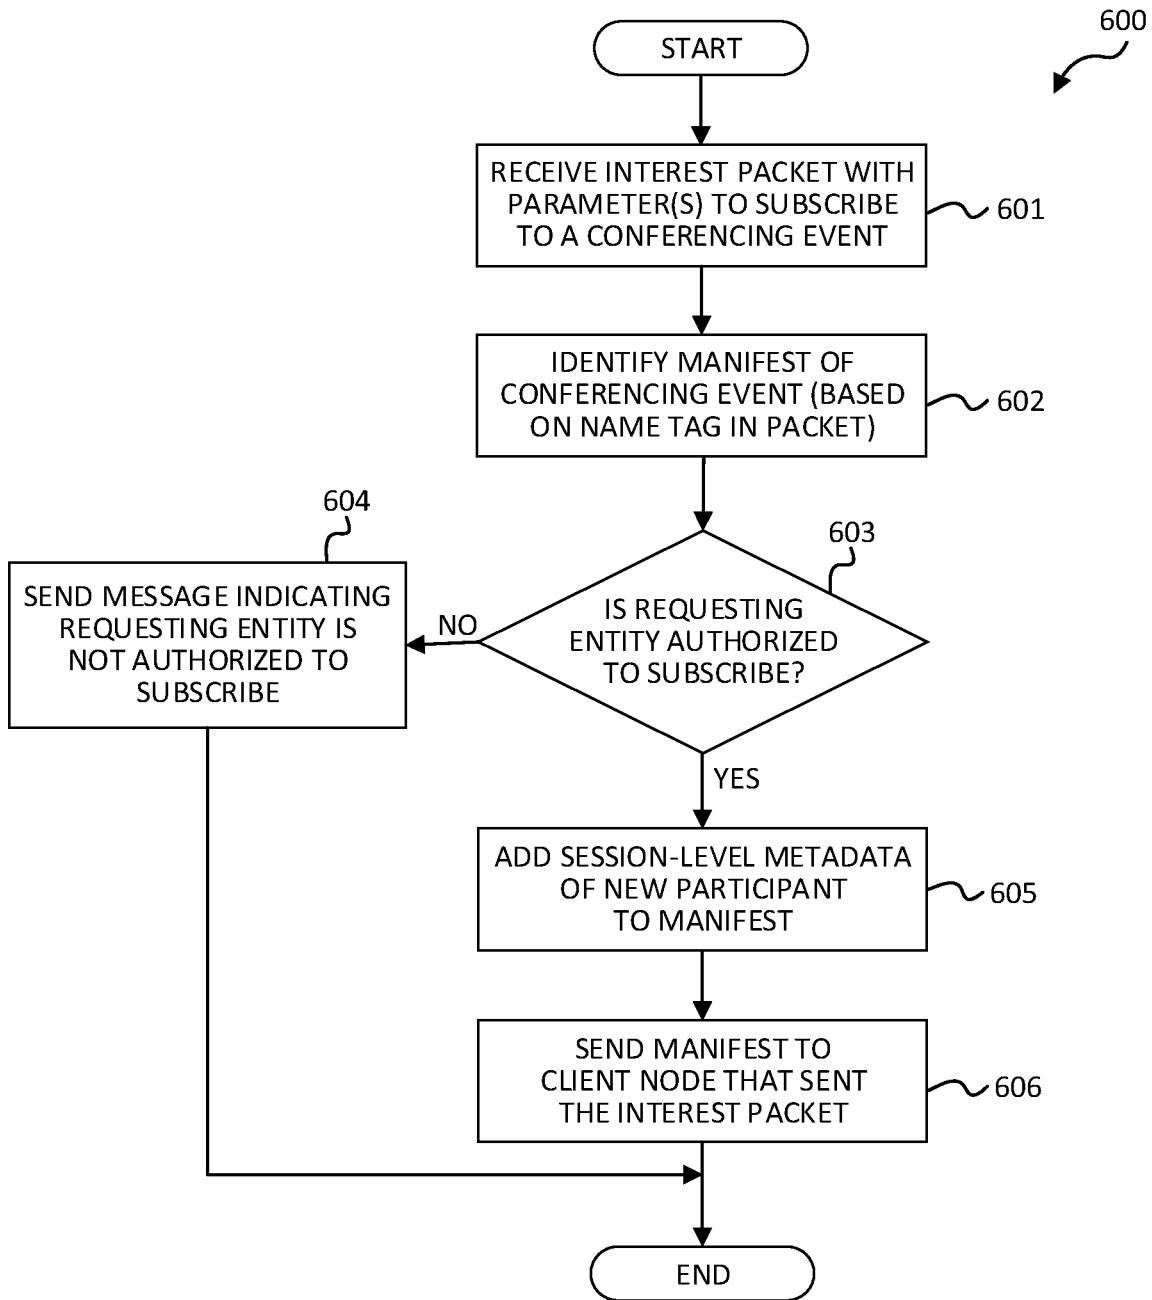 600
START
RECEIVE INTEREST PACKET WITH
PARAMETER(S) TO SUBSCRIBE
TO A CONFERENCING EVENT
601
IDENTIFY MANIFEST OF
CONFERENCING EVENT (BASED
ON NAME TAG IN PACKET)
602
603
IS REQUESTING
ENTITY AUTHORIZED
TO SUBSCRIBE?
NO
604
SEND MESSAGE INDICATING
REQUESTING ENTITY IS
NOT AUTHORIZED TO
SUBSCRIBE
YES
ADD SESSION-LEVEL METADATA
OF NEW PARTICIPANT
TO MANIFEST
605
SEND MANIFEST TO
CLIENT NODE THAT SENT
THE INTEREST PACKET
606
END